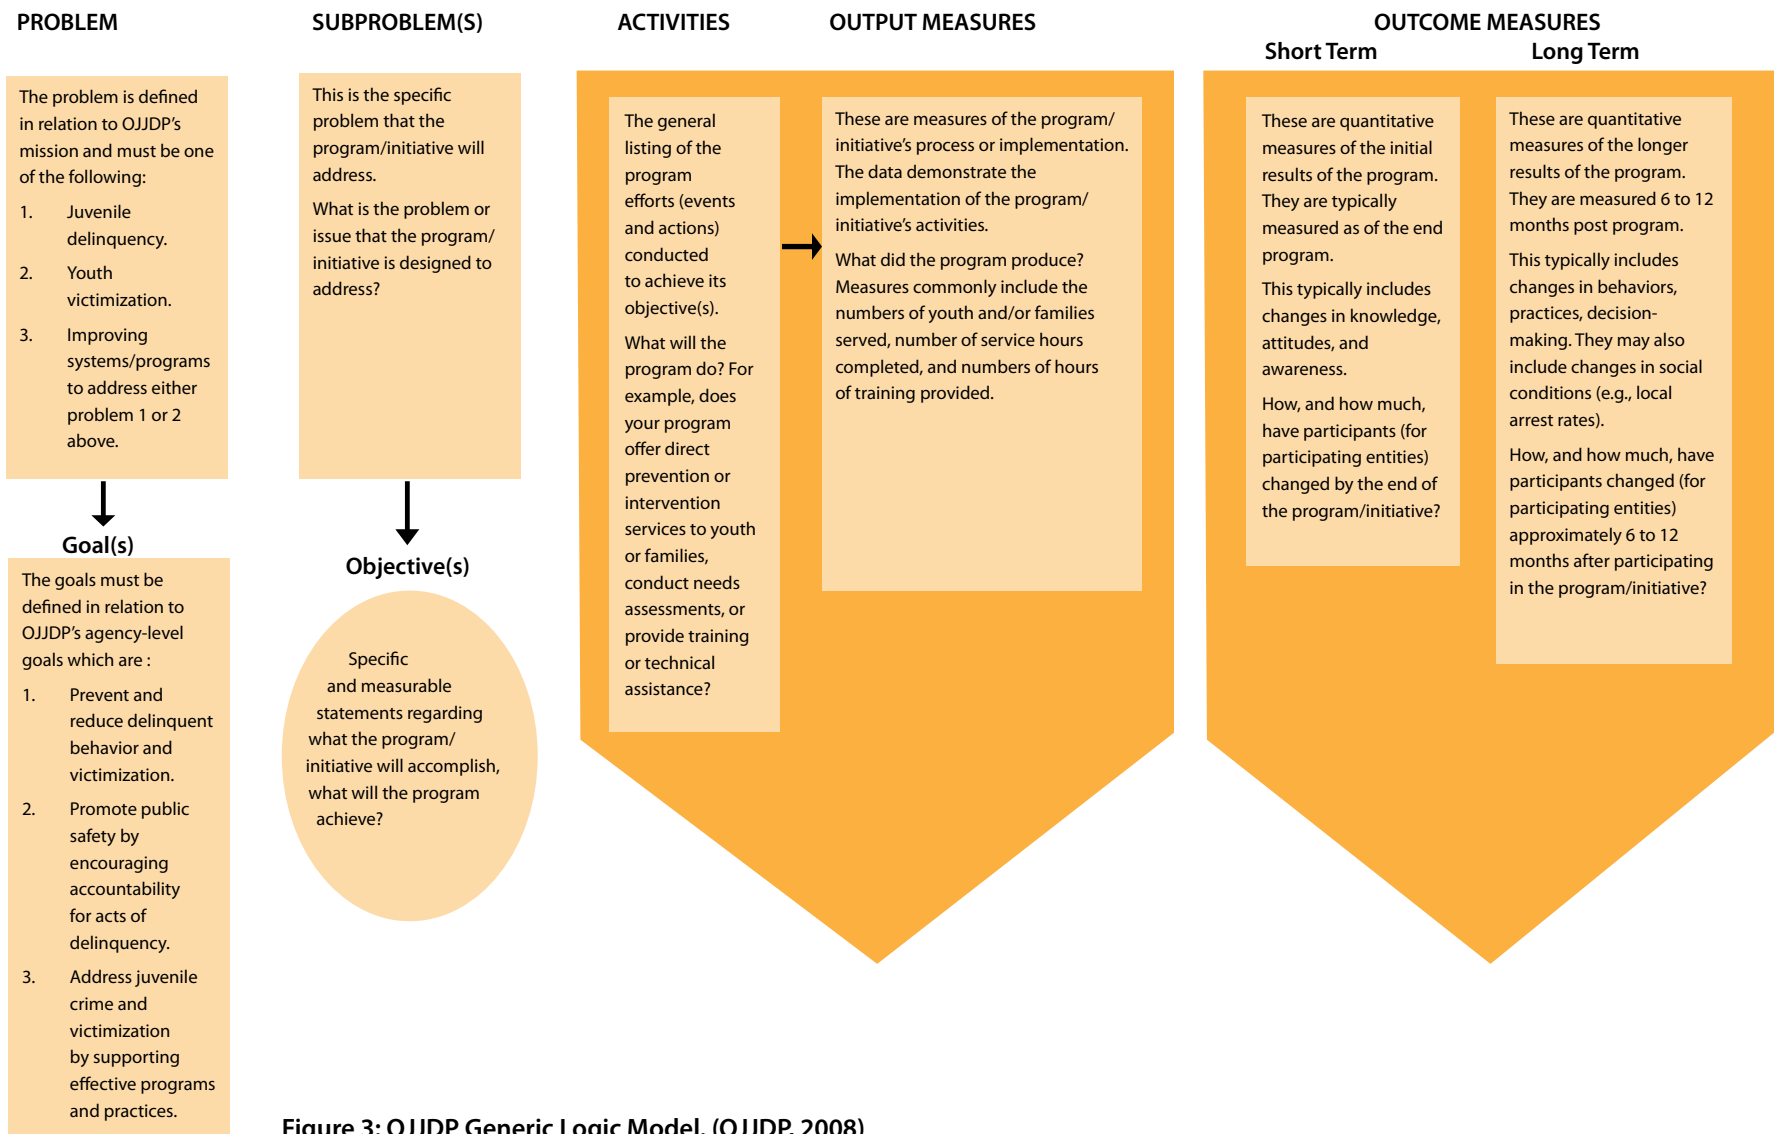 PROBLEM
The problem is defined
in relation to OJJDP's
mission and must be one
of the following:
1. Juvenile
delinquency.
2. Youth
victimization.
3. Improving
systems/programs
to address either
problem 1 or 2
above.
Goal(s)
The goals must be
defined in relation to
OJJDP's agency-level
goals which are :
1. Prevent and
reduce delinquent
behavior and
victimization.
2. Promote public
safety by
encouraging
accountability
for acts of
delinquency.
3. Address juvenile
crime and
victimization
by supporting
effective programs
and practices.
SUBPROBLEM(S)
This is the specific
problem that the
program/initiative will
address.
What is the problem or
issue that the program/
initiative is designed to
address?
Objective(s)
Specific
and measurable
statements regarding
what the program/
initiative will accomplish,
what will the program
achieve?
ACTIVITIES
The general
listing of the
program
efforts (events
and actions)
conducted
to achieve its
objective(s).
What will the
program do? For
example, does
your program
offer direct
prevention or
intervention
services to youth
or families,
conduct needs
assessments, or
provide training
or technical
assistance?
OUTPUT MEASURES
These are measures of the program/
initiative's process or implementation.
The data demonstrate the
implementation of the program/
initiative's activities.
What did the program produce?
Measures commonly include the
numbers of youth and/or families
served, number of service hours
completed, and numbers of hours
of training provided.
OUTCOME MEASURES
Short Term
These are quantitative
measures of the initial
results of the program.
They are typically
measured as of the end
program.
This typically includes
changes in knowledge,
attitudes, and
awareness.
How, and how much,
have participants (for
participating entities)
changed by the end of
the program/initiative?
Long Term
These are quantitative
measures of the longer
results of the program.
They are measured 6 to 12
months post program.
This typically includes
changes in behaviors,
practices, decision-
making. They may also
include changes in social
conditions (e.g., local
arrest rates).
How, and how much, have
participants changed (for
participating entities)
approximately 6 to 12
months after participating
in the program/initiative?
Figure 3: OJJDP Generic Logic Model. (OJJDP, 2008)